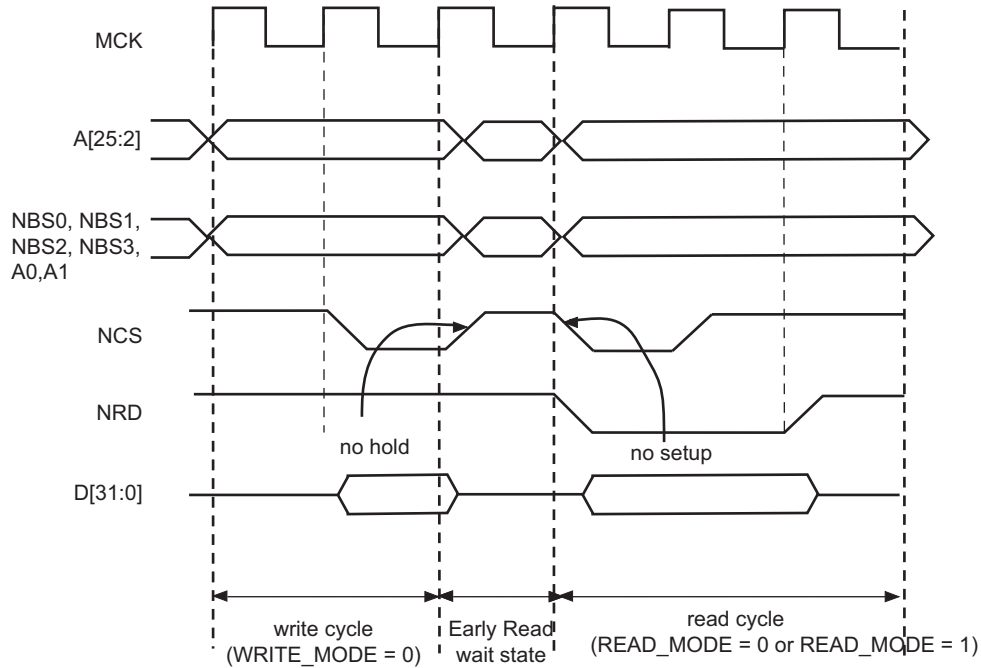 MCK
A[25:2]
NBS0, NBS1,
NBS2, NBS3,
A0,A1
NCS
NRD
no hold
no setup
D[31:0]
write cycle
(WRITE_MODE = 0)
Early Read
wait state
read cycle
(READ_MODE = 0 or READ_MODE = 1)